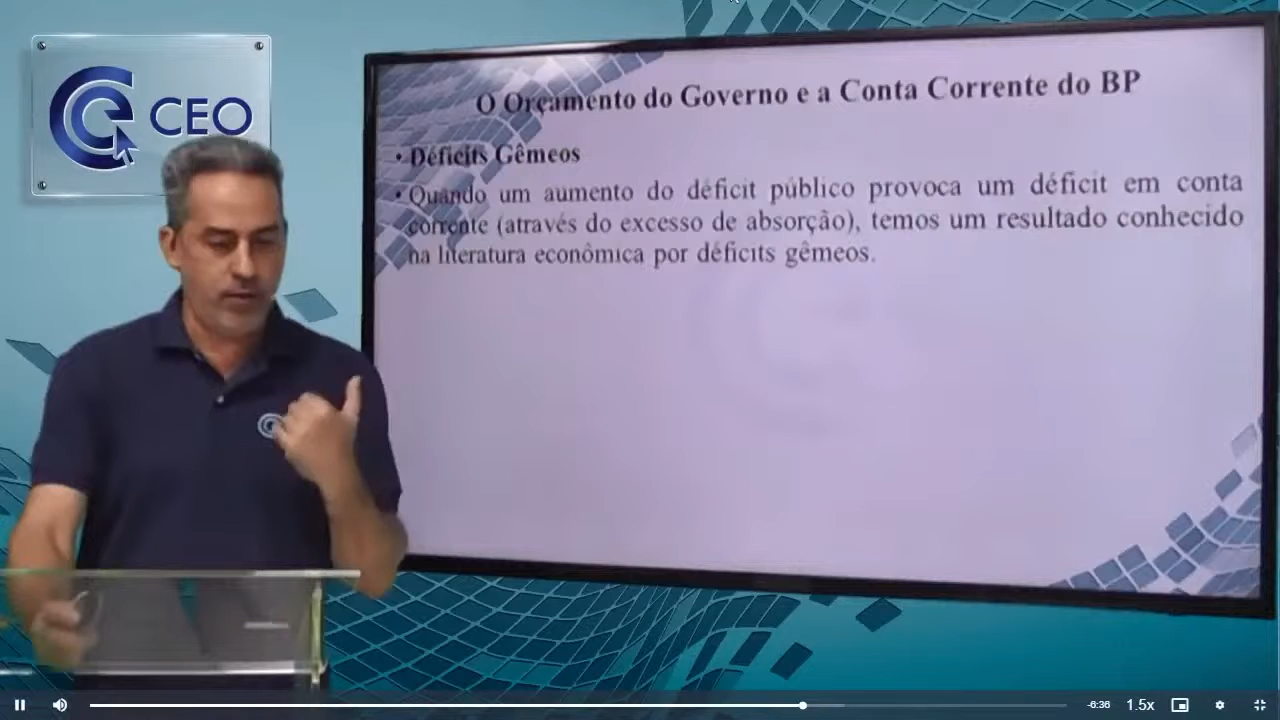 CEO
O Orçamento do Governo e a Conta Corrente do BP
• Déficits Gêmeos
• Quando um aumento do déficit público provoca um déficit em conta
corrente (através do excesso de absorção), temos um resultado conhecido
na literatura econômica por déficits gêmeos.
-6:36 1.5x